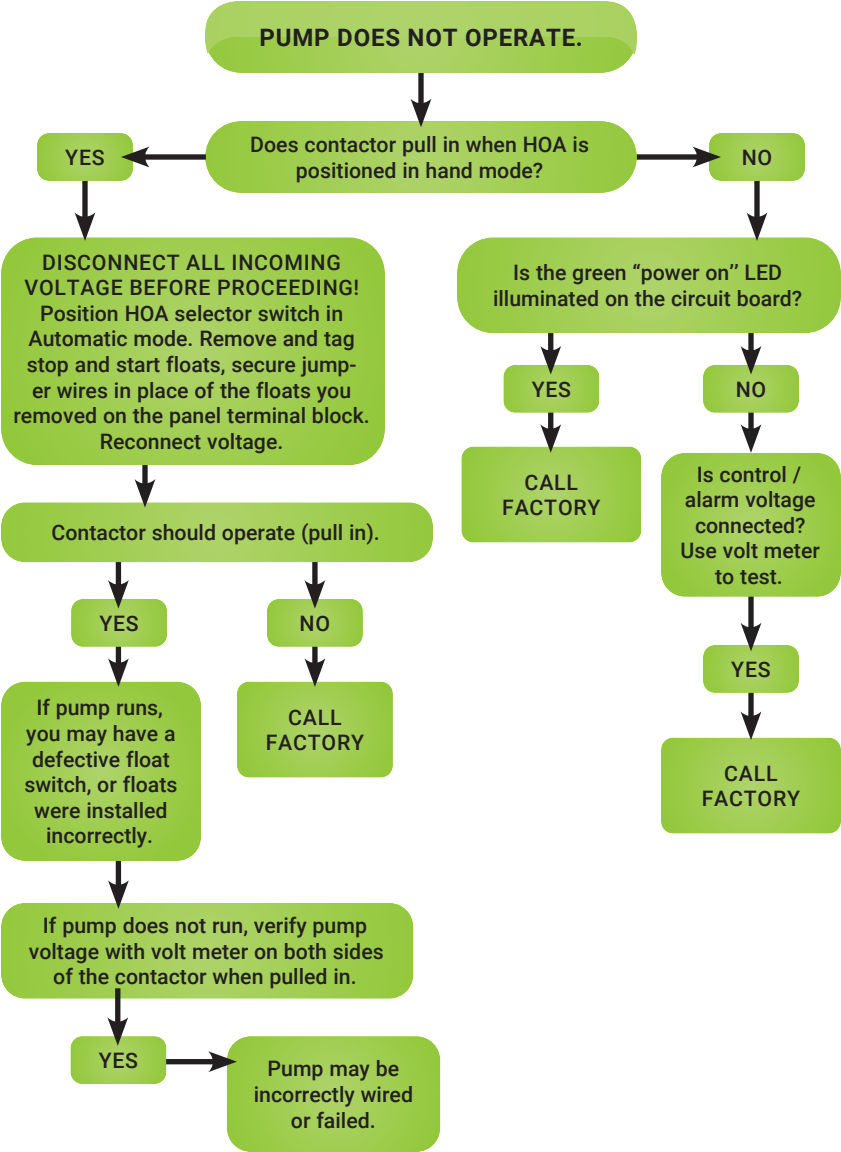 PUMP DOES NOT OPERATE.
Does contactor pull in when HOA is
positioned in hand mode?
YES
NO
DISCONNECT ALL INCOMING
VOLTAGE BEFORE PROCEEDING!
Position HOA selector switch in
Automatic mode. Remove and tag
stop and start floats, secure jump-
er wires in place of the floats you
removed on the panel terminal block.
Reconnect voltage.
Contactor should operate (pull in).
YES
NO
If pump runs,
you may have a
defective float
switch, or floats
were installed
incorrectly.
CALL
FACTORY
If pump does not run, verify pump
voltage with volt meter on both sides
of the contactor when pulled in.
YES
Pump may be
incorrectly wired
or failed.
Is the green “power on’’ LED
illuminated on the circuit board?
YES
NO
CALL
FACTORY
Is control /
alarm voltage
connected?
Use volt meter
to test.
YES
CALL
FACTORY